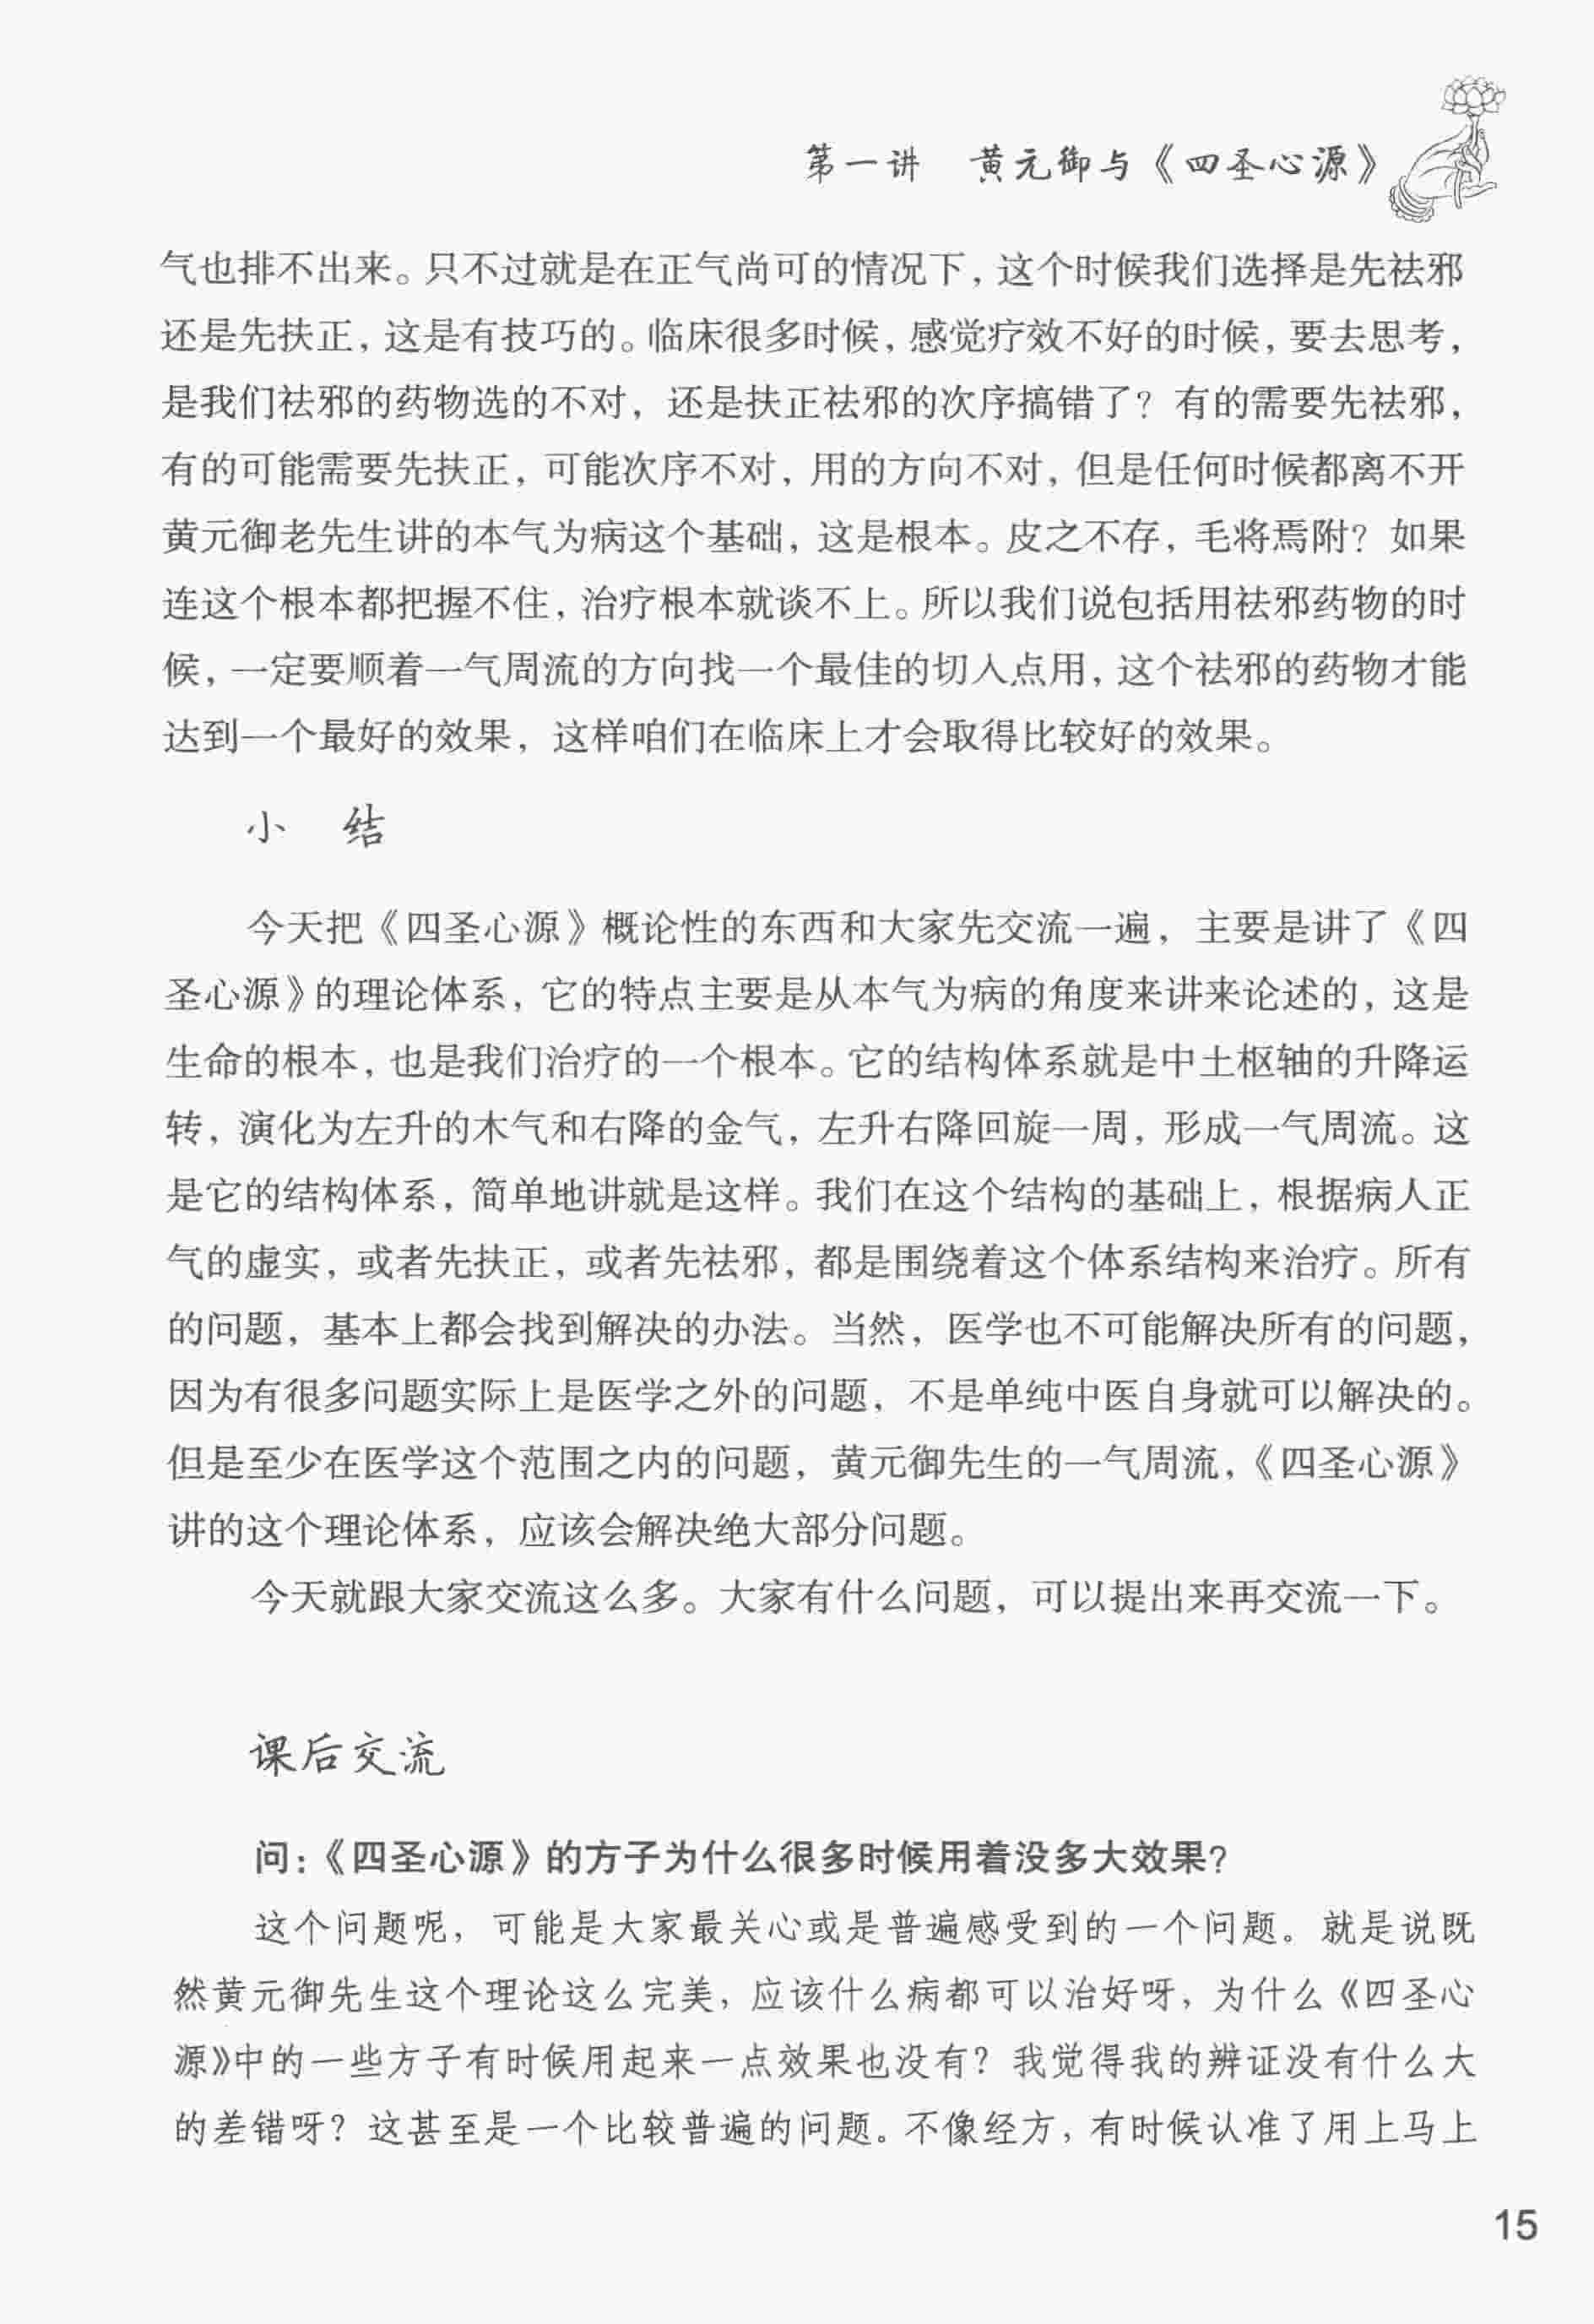 第一讲 黄元御与《四圣心源》
气也排不出来。只不过就是在正气尚可的情况下，这个时候我们选择是先祛邪
还是先扶正，这是有技巧的。临床很多时候，感觉疗效不好的时候，要去思考，
是我们祛邪的药物选的不对，还是扶正祛邪的次序搞错了？有的需要先祛邪，
有的可能需要先扶正，可能次序不对，用的方向不对，但是任何时候都离不开
黄元御老先生讲的本气为病这个基础，这是根本。皮之不存，毛将焉附？如果
连这个根本都把握不住，治疗根本就谈不上。所以我们说包括用祛邪药物的时
候，一定要顺着一气周流的方向找一个最佳的切入点用，这个祛邪的药物才能
达到一个最好的效果，这样咱们在临床上才会取得比较好的效果。
小 结
今天把《四圣心源》概论性的东西和大家先交流一遍，主要是讲了《四
圣心源》的理论体系，它的特点主要是从本气为病的角度来讲来论述的，这是
生命的根本，也是我们治疗的一个根本。它的结构体系就是中土枢轴的升降运
转，演化为左升的木气和右降的金气，左升右降回旋一周，形成一气周流。这
是它的结构体系，简单地讲就是这样。我们在这个结构的基础上，根据病人正
气的虚实，或者先扶正，或者先祛邪，都是围绕着这个体系结构来治疗。所有
的问题，基本上都会找到解决的办法。当然，医学也不可能解决所有的问题，
因为有很多问题实际上是医学之外的问题，不是单纯中医自身就可以解决的。
但是至少在医学这个范围之内的问题，黄元御先生的一气周流，《四圣心源》
讲的这个理论体系，应该会解决绝大部分问题。
今天就跟大家交流这么多。大家有什么问题，可以提出来再交流一下。
课后交流
问：《四圣心源》的方子为什么很多时候用着没多大效果？
这个问题呢，可能是大家最关心或是普遍感受到的一个问题。就是说既
然黄元御先生这个理论这么完美，应该什么病都可以治好呀，为什么《四圣心
源》中的一些方子有时候用起来一点效果也没有？我觉得我的辨证没有什么大
的差错呀？这甚至是一个比较普遍的问题。不像经方，有时候认准了用上马上
15